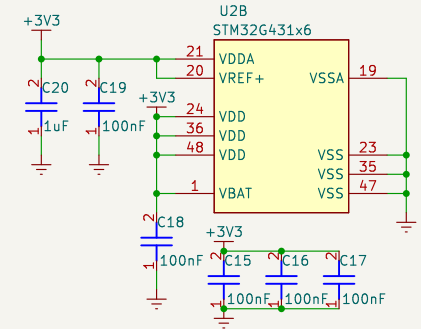 U2B
STM32G431x6
+3V3
21 VDDA
20 VREF+
VSSA 19
2 C20
1 1uF
2 C19
1 100nF
+3V3
24 VDD
36 VDD
48 VDD
1 VBAT
VSS 23
VSS 35
VSS 47
2 C18
1 100nF
+3V3
2 C15
1 100nF
2 C16
1 100nF
2 C17
1 100nF